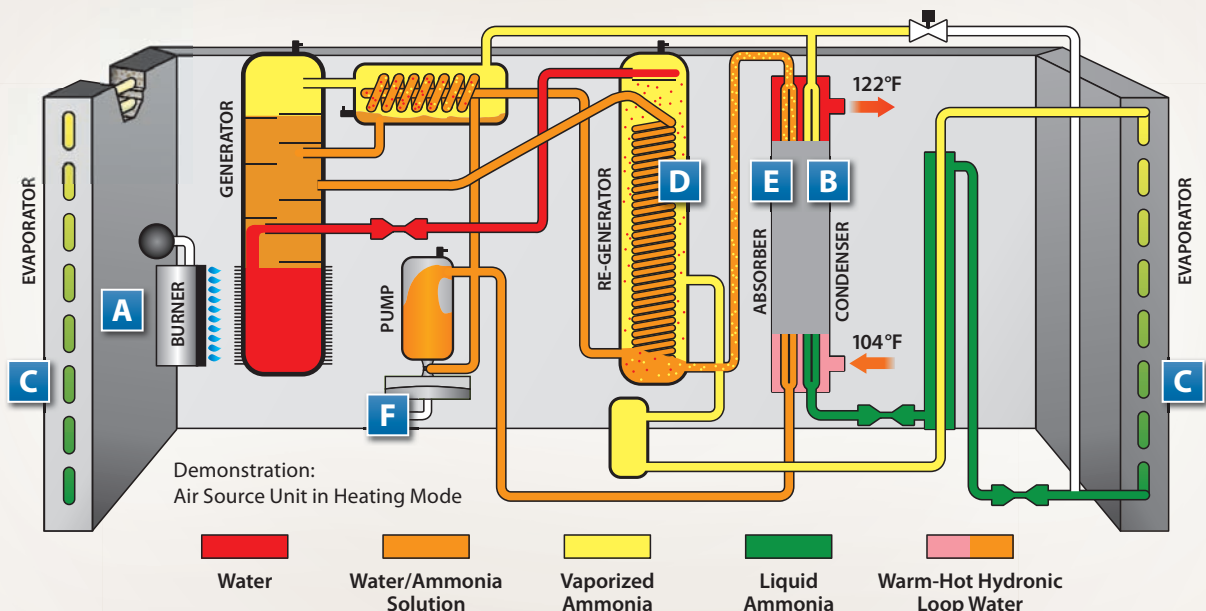 EVAPORATOR
GENERATOR
A
BURNER
C
PUMP
F
RE-GENERATOR
D
E
B
ABSORBER
CONDENSER
122°F
104°F
EVAPORATOR
C
Demonstration:
Air Source Unit in Heating Mode
Water
Water/Ammonia
Solution
Vaporized
Ammonia
Liquid
Ammonia
Warm-Hot Hydronic
Loop Water